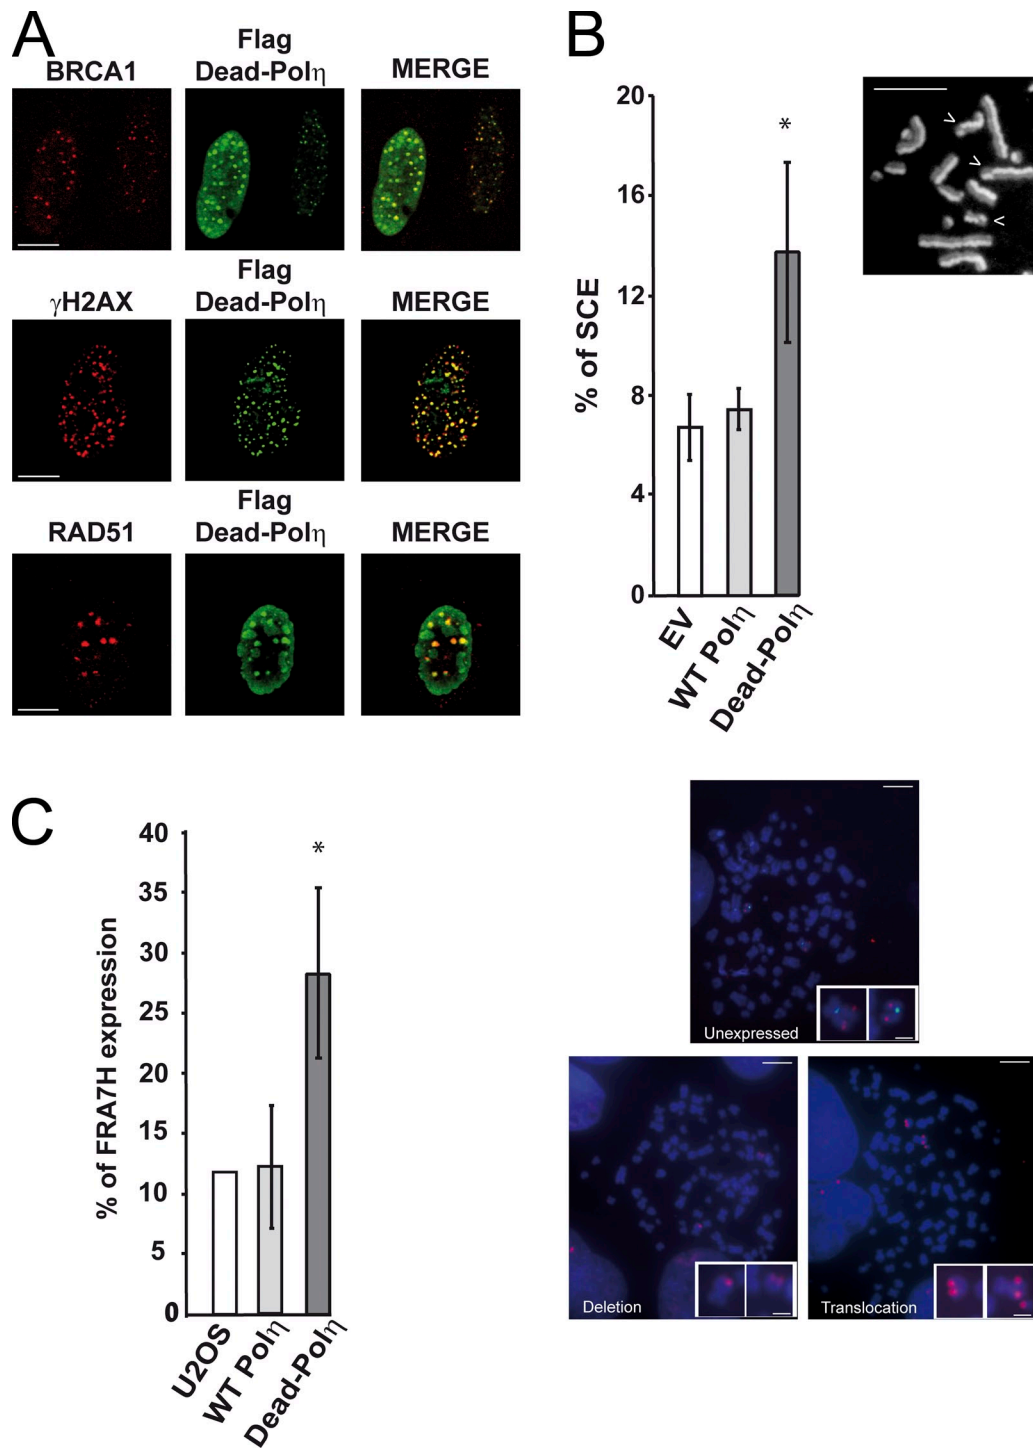 A
BRCA1
Flag
Dead-Polη
MERGE
γH2AX
Flag
Dead-Polη
MERGE
RAD51
Flag
Dead-Polη
MERGE
B
% of SCE
20
16
12
8
4
0
*
EV
WT Polη
Dead-Polη
>
>
<
C
% of FRA7H expression
40
35
30
25
20
15
10
5
0
*
U2OS
WT Polη
Dead-Polη
Unexpressed
Deletion
Translocation